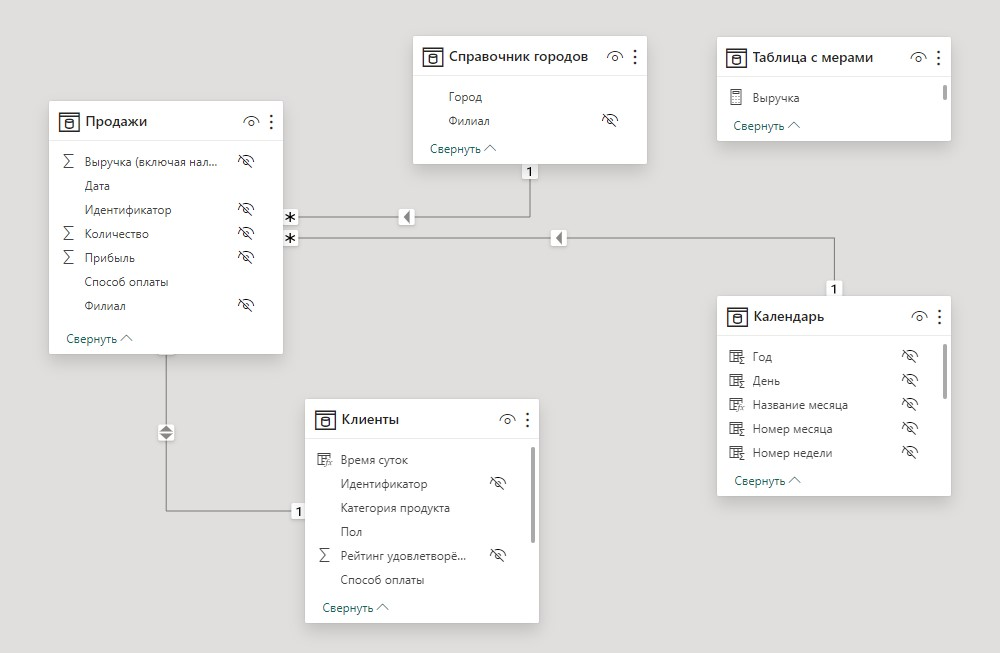 Справочник городов
Город
Филиал
Свернуть
Таблица с мерами
Выручка
Свернуть
Продажи
Выручка (включая нал...
Дата
Идентификатор
Количество
Прибыль
Способ оплаты
Филиал
Свернуть
1
*
*
1
Календарь
Год
День
Название месяца
Номер месяца
Номер недели
Свернуть
Клиенты
Время суток
Идентификатор
Категория продукта
Пол
Рейтинг удовлетворё...
Способ оплаты
Свернуть
1